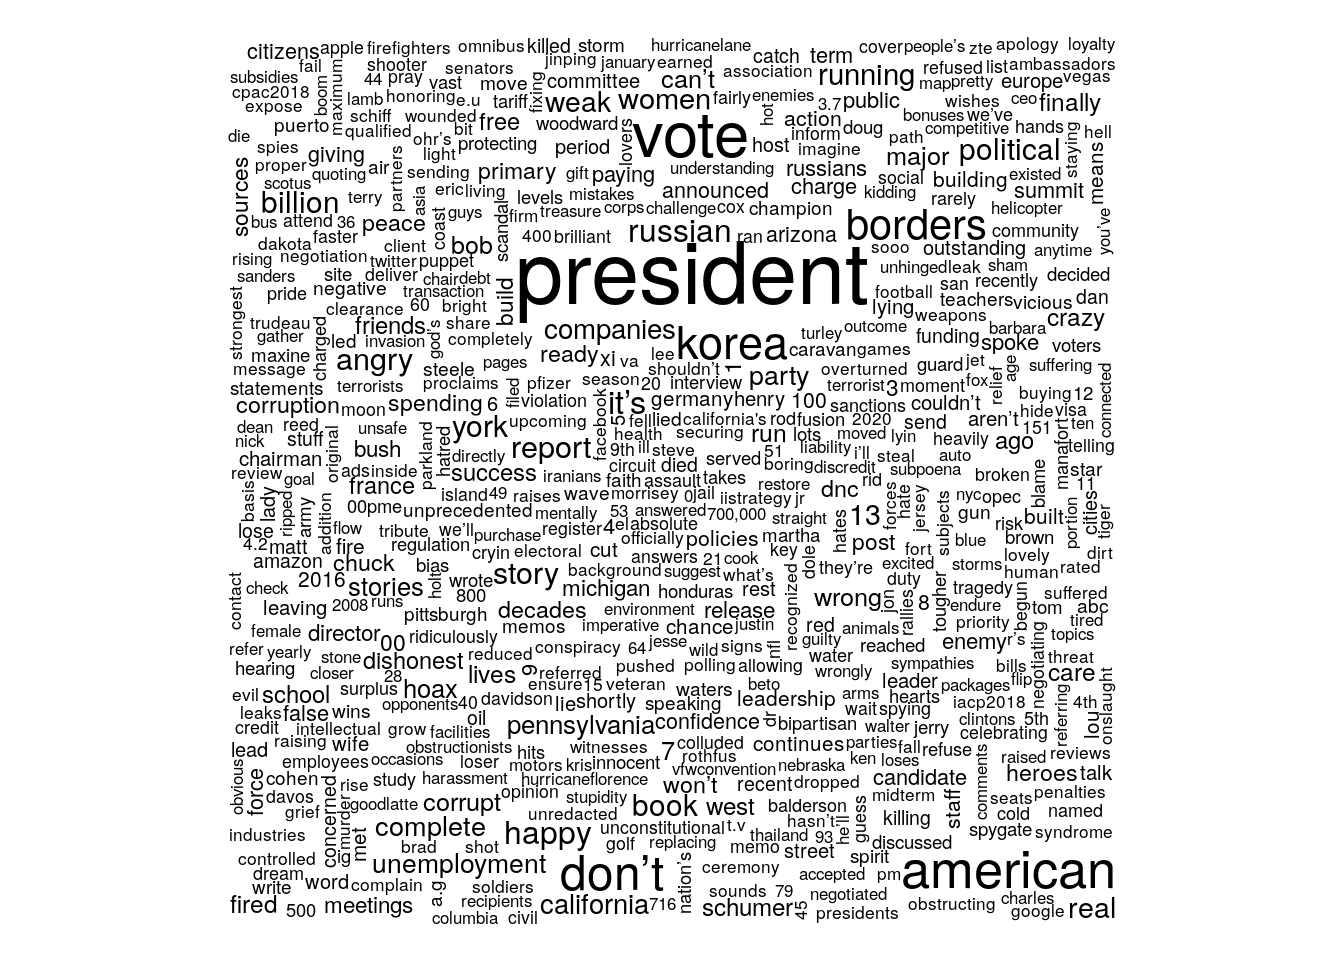 citizens apple firefighters omnibus killed storm hurricanelane catch term cover people's zte apology loyalty
fail shooter jinping january earned association running refused list ambassadors
subsidies 44 pray vast senators move fixing committee can't map pretty europe vegas
cpac2018 boom maximum lamb honoring e.u tariff weak women fairly enemies 3.7 public wishes ceo finally
expose schiff wounded free woodward vote hot action doug bonuses we've
puerto qualified ohr's bit protecting period lovers host inform path competitive hands staying hell
die spies giving light imagine major political means
sources proper quoting air partners sending primary gift paying understanding russians social building existed
scotus asia eric living levels mistakes announced charge kidding rarely summit
billion terry coast guys scandal firm treasure corps challenge cox champion borders helicopter
bus attend 36 peace bob 400 brilliant russian ran arizona community you've
dakota faster client president sooo outstanding anytime
rising negotiation twitter puppet unhinged leak sham
sanders site deliver chair debt build san recently decided
strongest pride negative transaction football teachers vicious dan
clearance 60 bright lying weapons crazy
trudeau friends share companies korea turley outcome funding barbara
gather charged led invasion god's completely spoke voters
maxine angry steele pages ready xi va lee caravan games
message shouldn't 1 party overturned guard jet relief age suffering
statements terrorists proclaims pfizer season 20 interview terrorist 3 moment fox buying 12 connected
corruption moon spending 6 filed violation facebook it's germany henry 100 sanctions couldn't hide visa
dean reed unsafe york upcoming 5 fell lied california's rod fusion 2020 send aren't 151 ten
nick stuff original bush parkland hatred directly report health securing run lots moved lyin heavily ago manafort telling
chairman 9th ill steve 51 liability i'll steal auto
review goal ads inside success iranians circuit died served boring discredit subpoena broken blame star
basis lady ripped army addition france island 49 raises wave faith assault takes restore dnc rid forces hate jersey nyc opec 11
00pm eunprecedented morrisey 0 jail ii strategy jr subjects gun cities
lose flow tribute we'll mentally 53 answered 700,000 straight hates 13 risk built portion tiger
4.2 matt fire regulation purchase register 4 el absolute officially policies martha post blue brown
amazon chuck bias cryin electoral cut answers 21 cook key dole fort lovely dirt
contact check 2016 stories holt wrote story background suggest what's recognized they're excited storms human rated
800 michigan honduras rest duty tragedy suffered
leaving 2008 runs pittsburgh decades environment release wrong jon rallies 8 tougher endure begun tom abc
female director 00 ridiculously memos imperative chance justin red animals priority tired
refer yearly stone reduced conspiracy 64 jesse wild signs nfl guilty reached enemy r's negotiating topics
hearing closer dishonest lives 9 referred pushed polling allowing water wrongly sympathies bills flip threat
evil school 28 surplus hoax ensure 15 veteran waters beto arms leader packages care
leaks false wins opponents 40 davidson lie shortly speaking leadership wait spying hearts iacp2018 referring 4th lou onslaught
credit intellectual grow facilities oil pennsylvania confidence dr bipartisan walter jerry clintons 5th
lead raising wife obstructionists hits witnesses 7 colluded continues parties fall refuse celebrating
obvious employees occasions loser motors kris innocent rothfus ken loses raised reviews
force cohen rise study harassment hurricaneflorence vfwconvention nebraska candidate comments heroes talk
davos murder goodlatte corrupt opinion stupidity won't recent dropped midterm seats penalties
grief concerned unredacted book west balderson guess staff cold named
industries met complete happy unconstitutional t.v hasn't he'll killing spygate syndrome
ig brad shot golf replacing thailand 93 discussed
controlled unemployment memo street spirit
dream don't nation's ceremony accepted pm american
write word complain a.g soldiers sounds 79 negotiated charles
fired 500 meetings recipients california 716 schumer 45 presidents obstructing google real
columbia civil